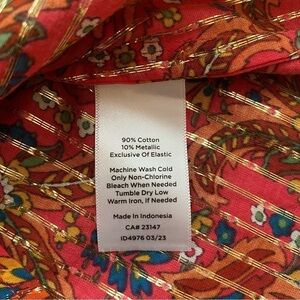 90% Cotton
10% Metallic
Exclusive Of Elastic
Machine Wash Cold
Only Non-Chlorine
Bleach When Needed
Tumble Dry Low
Warm Iron, If Needed
Made In Indonesia
CA# 23147
ID4976 03/23